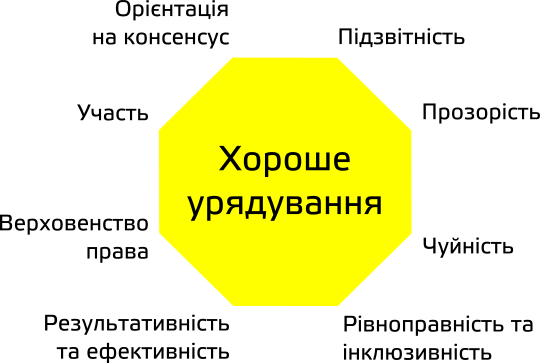 Орієнтація
на консенсус
Підзвітність
Участь
Прозорість
Хороше
урядування
Верховенство
права
Чуйність
Результативність
та ефективність
Рівноправність та
інклюзивність